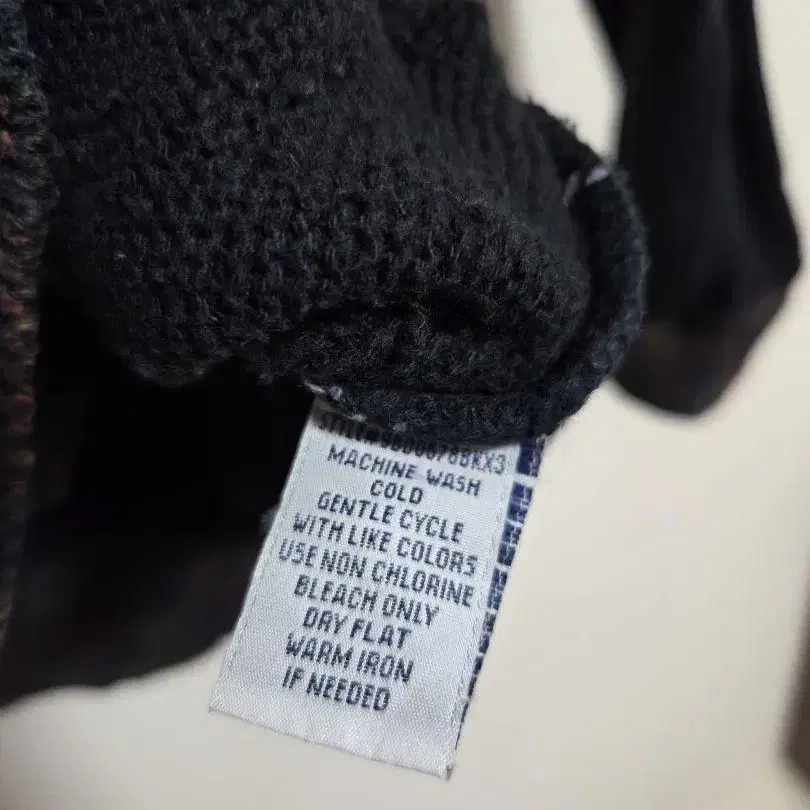 MACHINE WASH
COLD
GENTLE CYCLE
WITH LIKE COLORS
USE NON CHLORINE
BLEACH ONLY
DRY FLAT
WARM IRON
IF NEEDED